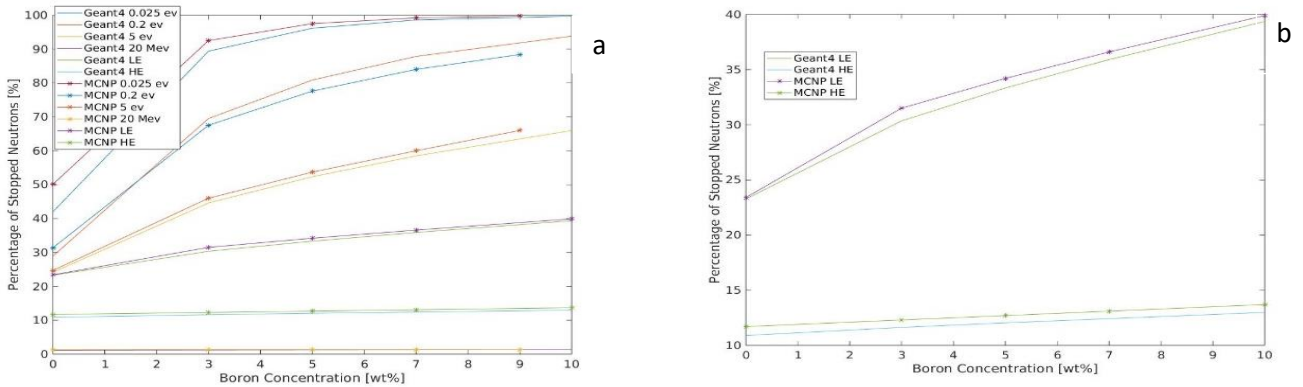 Geant4 0.025 ev
Geant4 0.2 ev
Geant4 5 ev
Geant4 20 Mev
Geant4 LE
Geant4 HE
MCNP 0.025 ev
MCNP 0.2 ev
MCNP 5 ev
MCNP 20 Mev
MCNP LE
MCNP HE
a
Percentage of Stopped Neutrons [%]
100
90
80
70
60
50
40
30
20
10
0
0 1 2 3 4 5 6 7 8 9 10
Boron Concentration [wt%]
b
Geant4 LE
Geant4 HE
MCNP LE
MCNP HE
Percentage of Stopped Neutrons [%]
40
35
30
25
20
15
10
0 1 2 3 4 5 6 7 8 9 10
Boron Concentration [wt%]